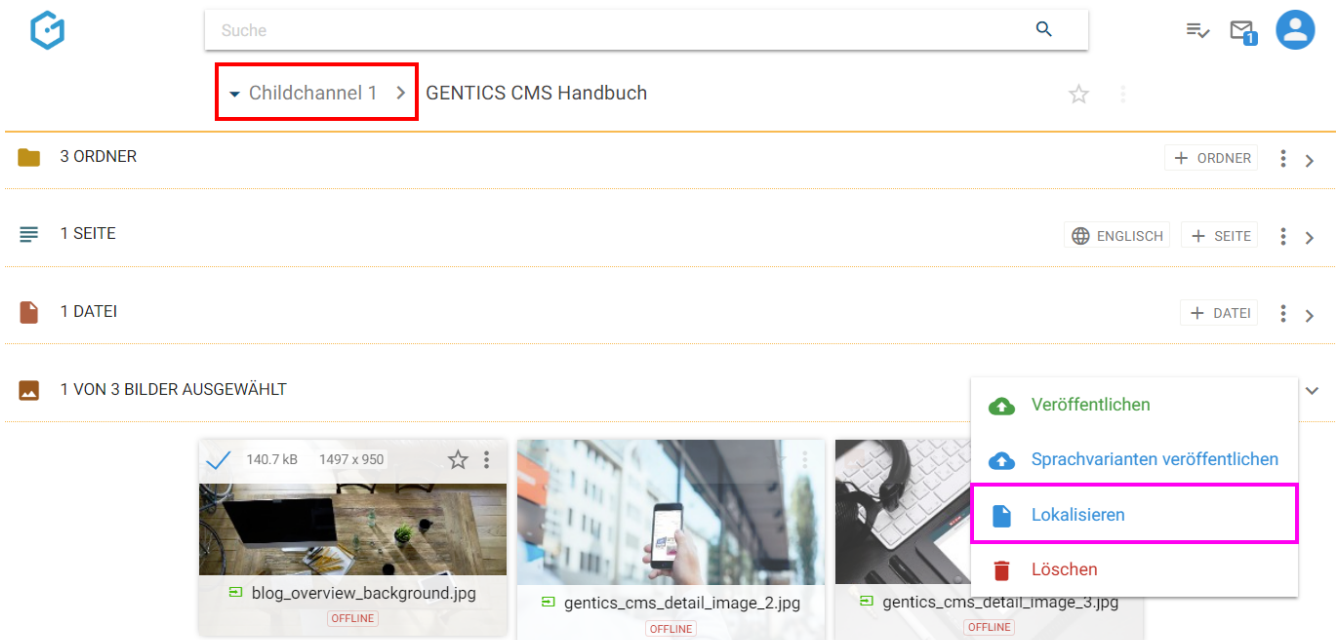 Suche
1
Childchannel 1 > GENTICS CMS Handbuch
3 ORDNER
+ ORDNER
1 SEITE
ENGLISCH
+ SEITE
1 DATEI
+ DATEI
1 VON 3 BILDER AUSGEWÄHLT
Veröffentlichen
Sprachvarianten veröffentlichen
Lokalisieren
Löschen
140.7 kB 1497 x 950
blog_overview_background.jpg
OFFLINE
gentics_cms_detail_image_2.jpg
OFFLINE
gentics_cms_detail_image_3.jpg
OFFLINE